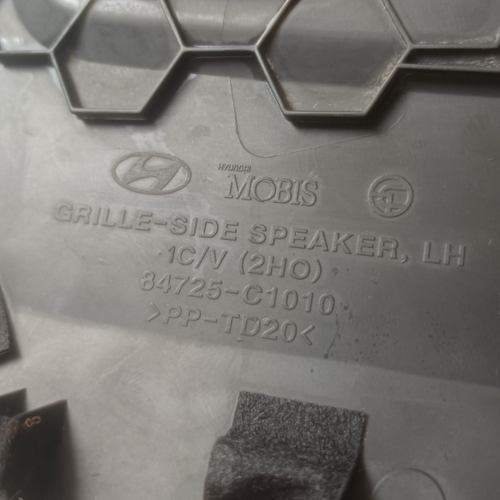 HYUNDAI
MOBIS
GRILLE-SIDE SPEAKER, LH
1C/V (2HO)
84725-C1010
>PP-TD20<